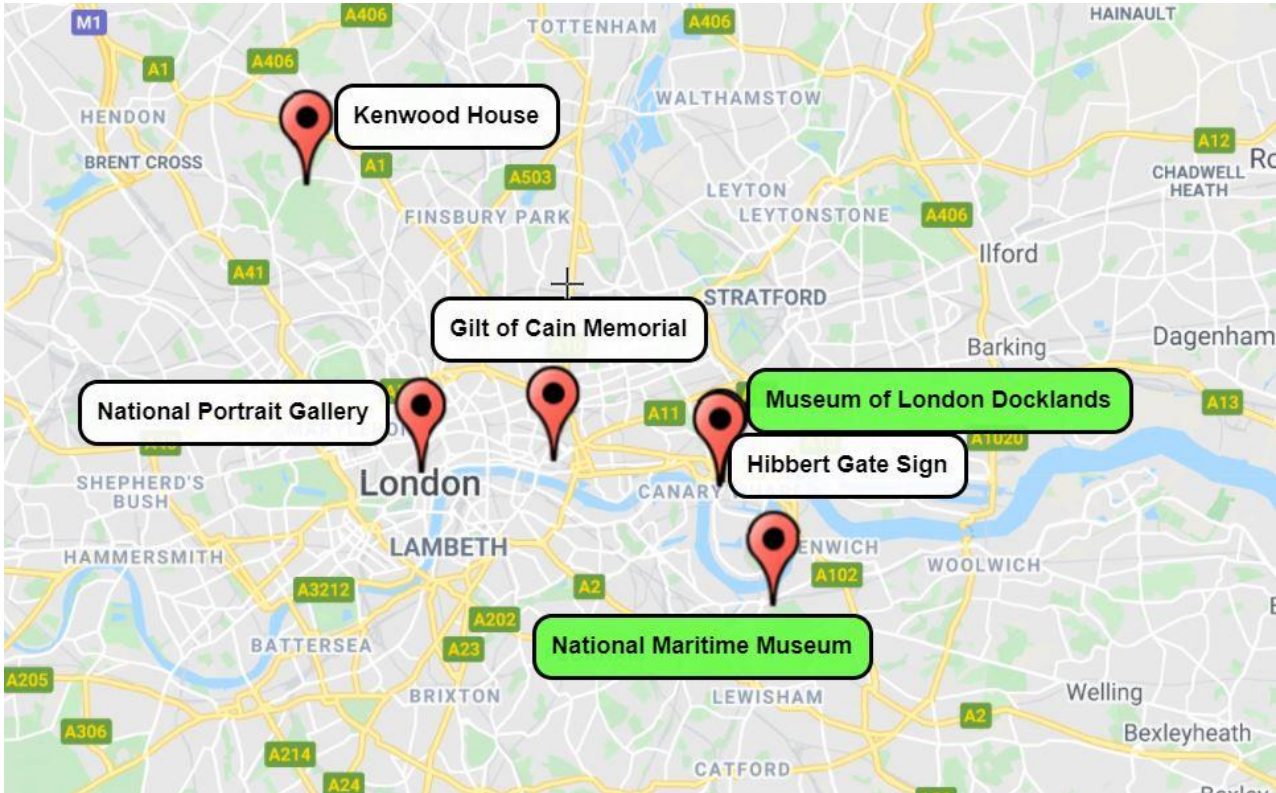 M1
A406
TOTTENHAM
A406
HAINAULT
A1
A406
HENDON
Kenwood House
WALTHAMSTOW
BRENT CROSS
A1
A503
A12
CHADWELL
HEATH
LEYTON
FINSBURY PARK
LEYTONSTONE
A406
A41
Ilford
STRATFORD
Gilt of Cain Memorial
Barking
Dagenham
National Portrait Gallery
A11
Museum of London Docklands
A13
A1020
Hibbert Gate Sign
London
CANARY
SHEPHERD'S
BUSH
LAMBETH
HAMMERSMITH
WOOLWICH
A3212
A2
A102
A202
BATTERSEA
A23
National Maritime Museum
A205
BRIXTON
LEWISHAM
Welling
A306
A2
Bexleyheath
A214
CATFORD
A24